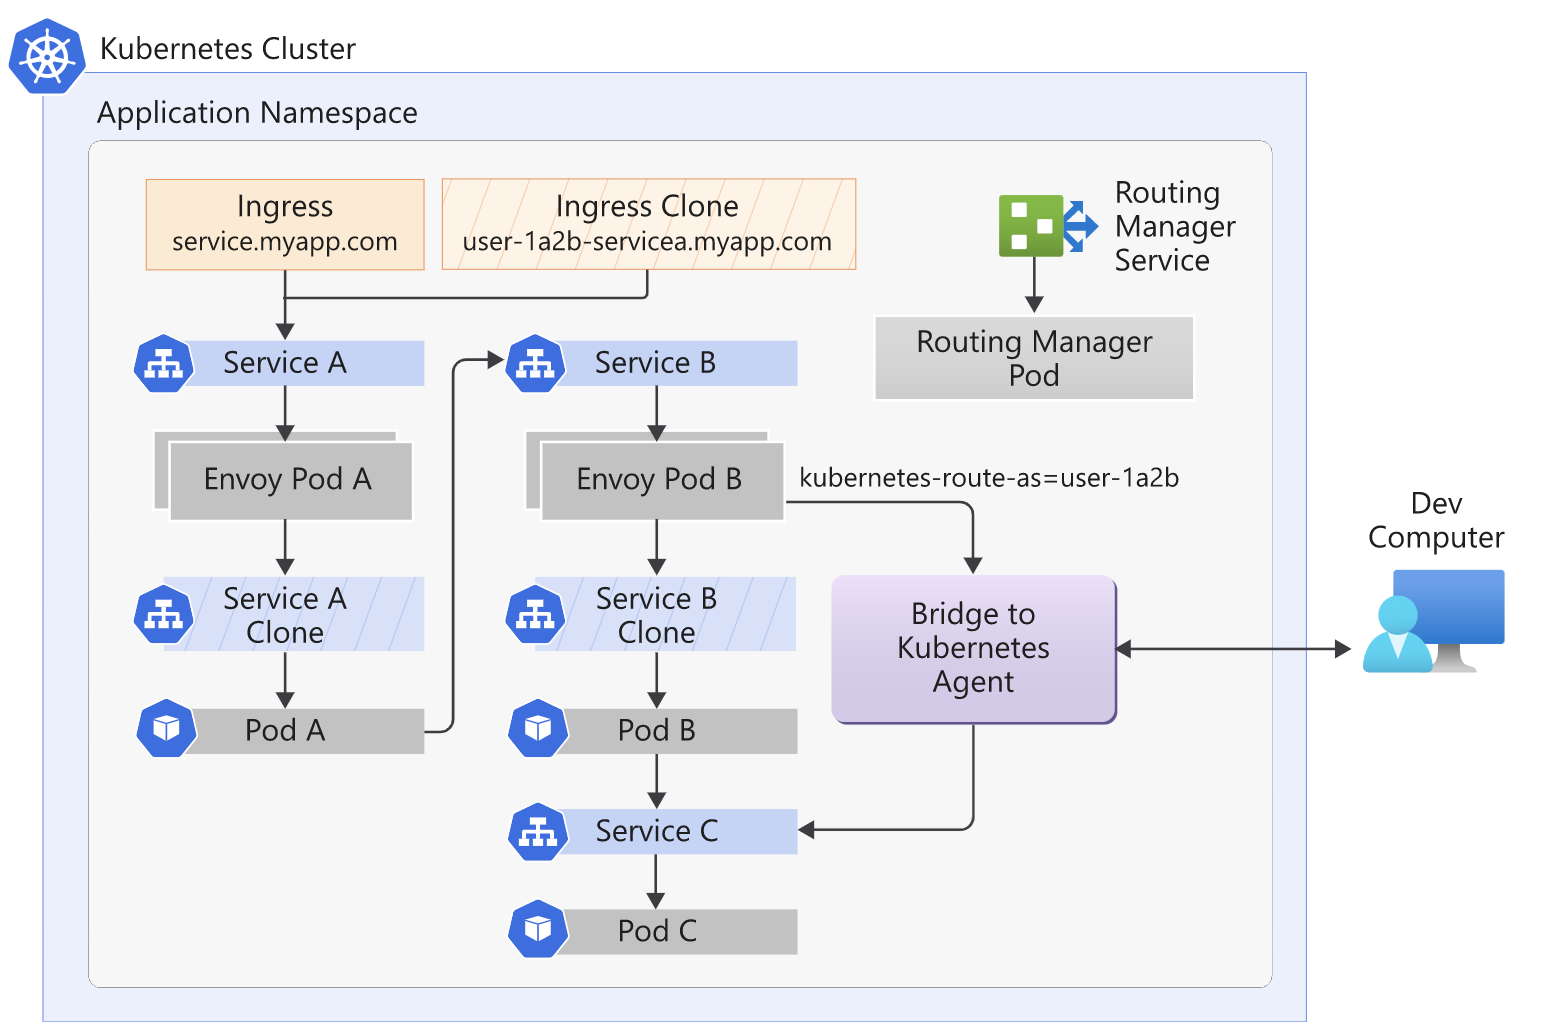 Kubernetes Cluster
Application Namespace
Ingress
service.myapp.com
Ingress Clone
user-1a2b-servicea.myapp.com
Routing
Manager
Service
Routing Manager
Pod
Service A
Service B
Envoy Pod A
Envoy Pod B
kubernetes-route-as=user-1a2b
Dev
Computer
Service A
Clone
Service B
Clone
Bridge to
Kubernetes
Agent
Pod A
Pod B
Service C
Pod C